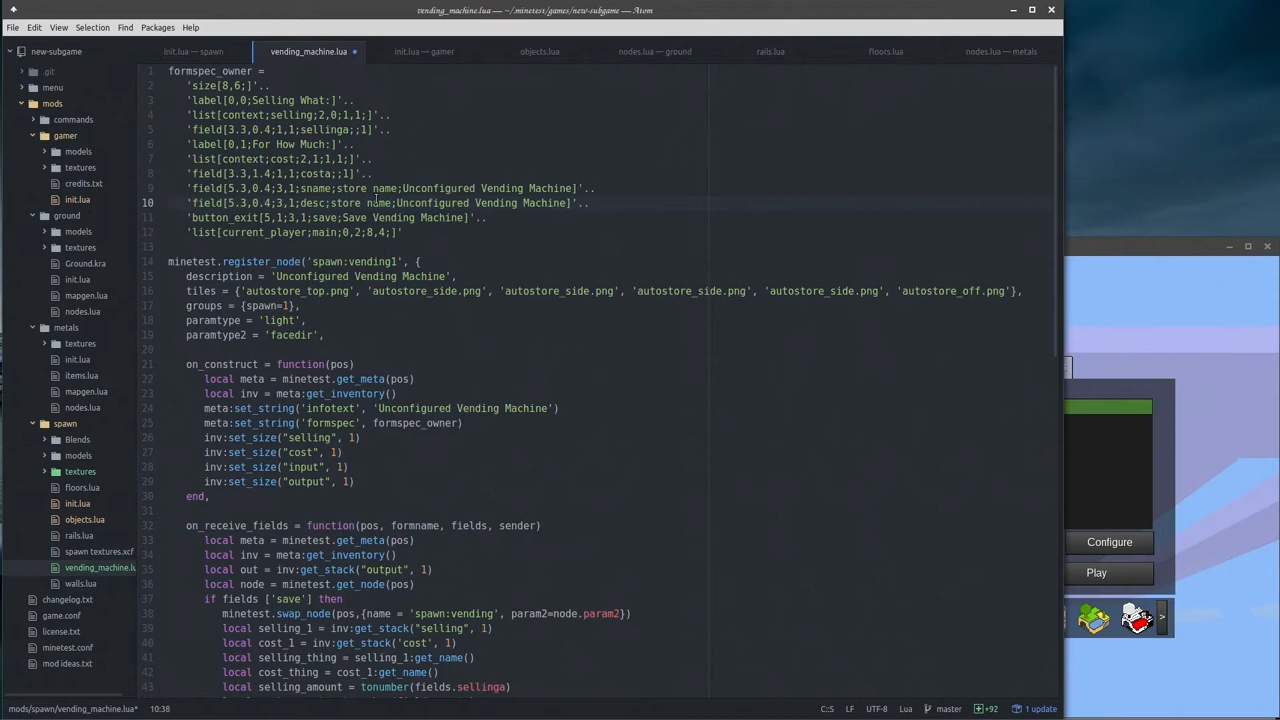 vending_machine.lua — ~/.minetest/games/new-subgame — Atom
File Edit View Selection Find Packages Help
new-subgame
init.lua — spawn
vending_machine.lua
init.lua — gamer
objects.lua
nodes.lua — ground
rails.lua
floors.lua
nodes.lua — metals
.git
menu
mods
commands
gamer
models
textures
credits.txt
init.lua
ground
models
textures
Ground.kra
init.lua
mapgen.lua
nodes.lua
metals
textures
init.lua
items.lua
mapgen.lua
nodes.lua
spawn
Blends
models
textures
floors.lua
init.lua
objects.lua
rails.lua
spawn textures.xcf
vending_machine.lu
walls.lua
changelog.txt
game.conf
license.txt
minetest.conf
mod ideas.txt
1 formspec_owner =
2 'size[8,6;]'..
3 'label[0,0;Selling What:]'..
4 'list[context;selling;2,0;1,1;]'..
5 'field[3.3,0.4;1,1;sellinga;;1]'..
6 'label[0,1;For How Much:]'..
7 'list[context;cost;2,1;1,1;]'..
8 'field[3.3,1.4;1,1;costa;;1]'..
9 'field[5.3,0.4;3,1;sname;store name;Unconfigured Vending Machine]'..
10 'field[5.3,0.4;3,1;desc;store name;Unconfigured Vending Machine]'..
11 'button_exit[5,1;3,1;save;Save Vending Machine]'..
12 'list[current_player;main;0,2;8,4;]'
13
14 minetest.register_node('spawn:vending1', {
15 description = 'Unconfigured Vending Machine',
16 tiles = {'autostore_top.png', 'autostore_side.png', 'autostore_side.png', 'autostore_side.png', 'autostore_side.png', 'autostore_off.png'},
17 groups = {spawn=1},
18 paramtype = 'light',
19 paramtype2 = 'facedir',
20
21 on_construct = function(pos)
22 local meta = minetest.get_meta(pos)
23 local inv = meta:get_inventory()
24 meta:set_string('infotext', 'Unconfigured Vending Machine')
25 meta:set_string('formspec', formspec_owner)
26 inv:set_size("selling", 1)
27 inv:set_size("cost", 1)
28 inv:set_size("input", 1)
29 inv:set_size("output", 1)
30 end,
31
32 on_receive_fields = function(pos, formname, fields, sender)
33 local meta = minetest.get_meta(pos)
34 local inv = meta:get_inventory()
35 local out = inv:get_stack("output", 1)
36 local node = minetest.get_node(pos)
37 if fields ['save'] then
38 minetest.swap_node(pos,{name = 'spawn:vending', param2=node.param2})
39 local selling_1 = inv:get_stack("selling", 1)
40 local cost_1 = inv:get_stack('cost', 1)
41 local selling_thing = selling_1:get_name()
42 local cost_thing = cost_1:get_name()
43 local selling_amount = tonumber(fields.sellinga)
Configure
Play
>
mods/spawn/vending_machine.lua* 10:38
C::S LF UTF-8 Lua master +92 1 update